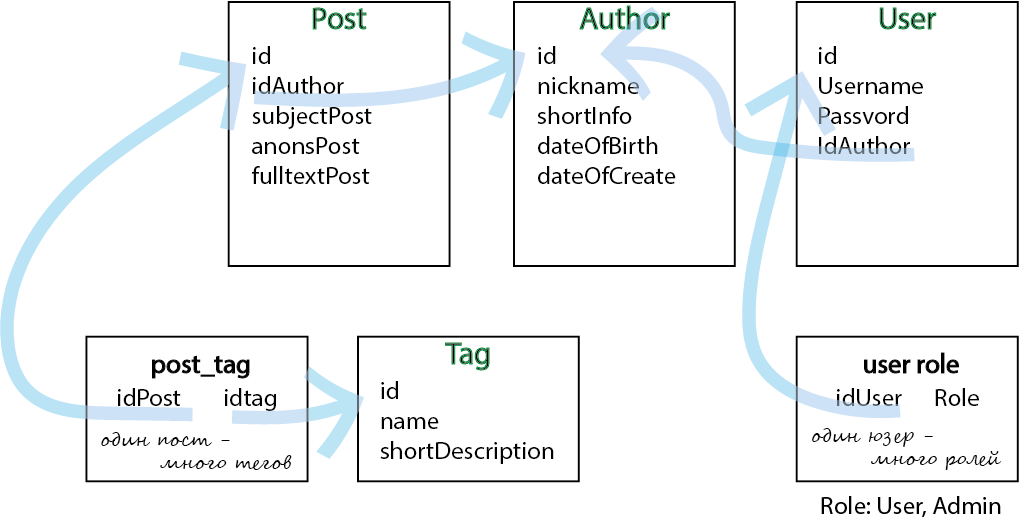 Post
id
idAuthor
subjectPost
anonsPost
fulltextPost
Author
id
nickname
shortInfo
dateOfBirth
dateOfCreate
User
id
Username
Passvord
IdAuthor
post_tag
idPost idtag
один пост -
много тегов
Tag
id
name
shortDescription
user role
idUser Role
один юзер -
много ролей
Role: User, Admin